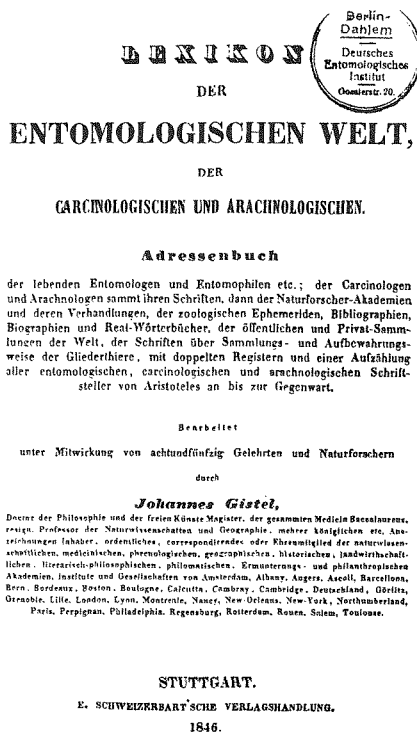 Berlin-
Dahlem
Deutsches
Entomologisches
Institut
Gosslerstr. 20.
LEXIKON
DER
ENTOMOLOGISCHEN WELT,
DER
CARCINOLOGISCHEN UND ARACHNOLOGISCHEN.
Adressenbuch
der lebenden Entomologen und Entomophilen etc.; der Carcinologen
und Arachnologen sammt ihren Schriften, dann der Naturforscher-Akademien
und deren Verhandlungen, der zoologischen Ephemeriden, Bibliographien,
Biographien und Real-Wörterbücher, der öffentlichen und Privat-Samm-
lungen der Welt, der Schriften über Sammlungs- und Aufbewahrungs-
weise der Gliederthiere, mit doppelten Registern und einer Aufzählung
aller entomologischen, carcinologischen und arachnologischen Schrift-
steller von Aristoteles an bis zur Gegenwart.
Bearbeitet
unter Mitwirkung von achtundfünfzig Gelehrten und Naturforschern
durch
Johannes Gistel,
Doctor der Philosophie und der freien Künste Magister, der gesammten Medicin Baccalaureus,
resign. Professor der Naturwissenschaften und Geographie, mehrer königlichen etc. Aus-
zeichnungen Inhaber, ordentliches, correspondirendes oder Ehrenmitglied der naturwissen-
schaftlichen, medicinischen, phrenologischen, geographischen, historischen, landwirthschaft-
lichen, literarisch-philosophischen, philomatischen, Ermunterungs- und philanthropischen
Akademien, Institute und Gesellschaften von Amsterdam, Albany, Angers, Ascoli, Barcellona,
Bern, Bordeaux, Boston, Boulogne, Calcutta, Cambray, Cambridge, Deutschland, Görlitz,
Grenoble, Lille, London, Lyon, Montreale, Nancy, New-Orleans, New-York, Northumberland,
Paris, Perpignan, Philadelphia, Regensburg, Rotterdam, Rouen, Salem, Toulouse.
STUTTGART.
E. SCHWEIZERBART'SCHE VERLAGSHANDLUNG.
1846.